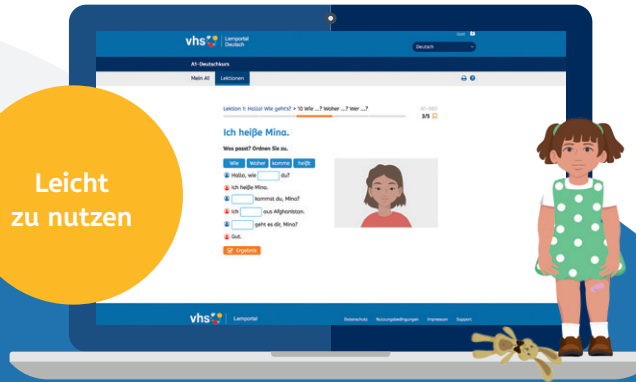 vhs
Lernportal
Deutsch
Gast
Deutsch
A1-Deutschkurs
Mein A1 Lektionen
Lektion 1: Hallo! Wie geht's? > 10 Wie ...? Woher ...? Wer ...?
3/5
Ich heiße Mina.
Was passt? Ordnen Sie zu.
Wie Woher komme heißt
Hallo, wie du?
Ich heiße Mina.
kommst du, Mina?
Ich aus Afghanistan.
geht es dir, Mina?
Gut.
Ergebnis
Leicht
zu nutzen
vhs Lernportal
Datenschutz Nutzungsbedingungen Impressum Support